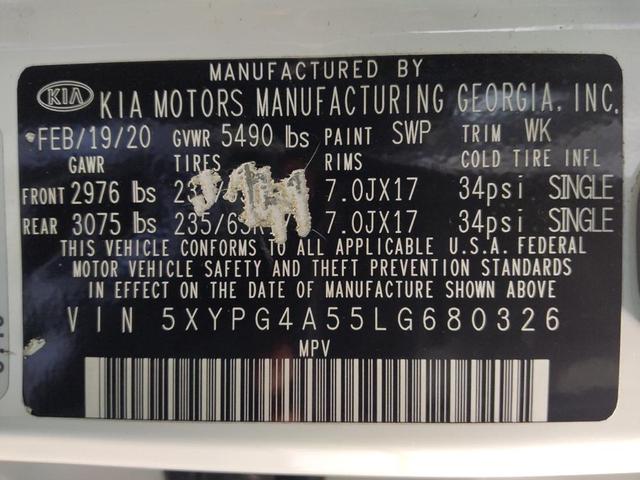 MANUFACTURED BY
KIA KIA MOTORS MANUFACTURING GEORGIA, INC.
FEB/19/20 GVWR 5490 lbs PAINT SWP TRIM WK
GAWR TIRES RIMS COLD TIRE INFL
FRONT 2976 lbs 7.0JX17 34psi SINGLE
REAR 3075 lbs 7.0JX17 34psi SINGLE
THIS VEHICLE CONFORMS TO ALL APPLICABLE U.S.A. FEDERAL
MOTOR VEHICLE SAFETY AND THEFT PREVENTION STANDARDS
IN EFFECT ON THE DATE OF MANUFACTURE SHOWN ABOVE.
VIN 5XYPG4A55LG680326
MPV